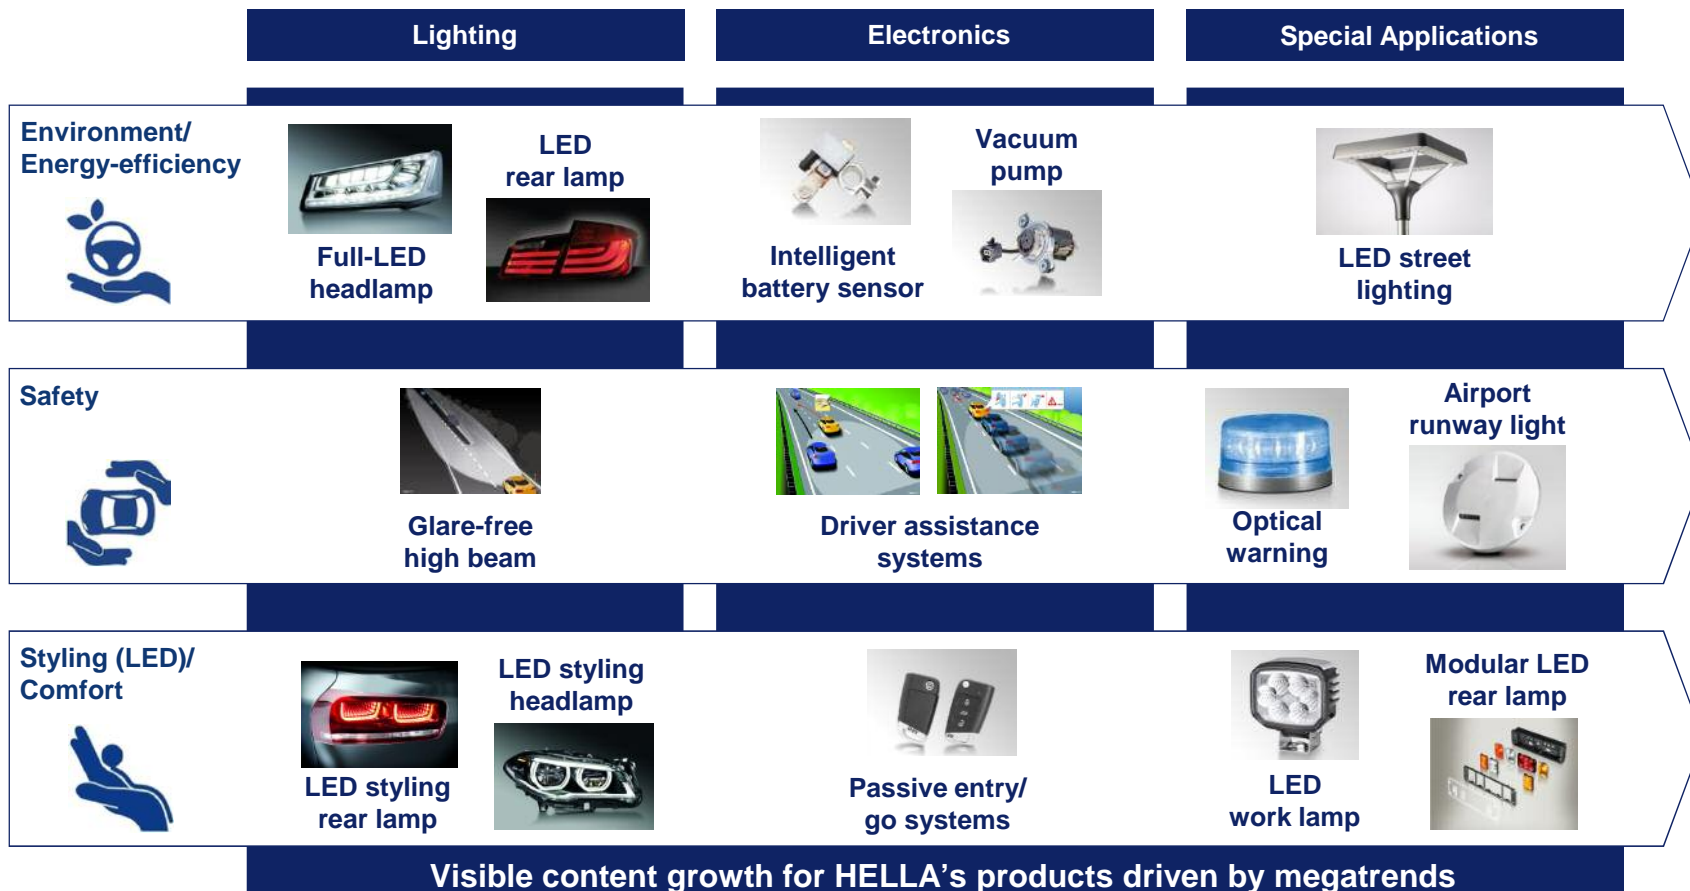 Lighting
Electronics
Special Applications
Environment/
Energy-efficiency
Full-LED
headlamp
LED
rear lamp
Intelligent
battery sensor
Vacuum
pump
LED street
lighting
Safety
Glare-free
high beam
Driver assistance
systems
Optical
warning
Airport
runway light
Styling (LED)/
Comfort
LED styling
rear lamp
LED styling
headlamp
Passive entry/
go systems
LED
work lamp
Modular LED
rear lamp
Visible content growth for HELLA’s products driven by megatrends